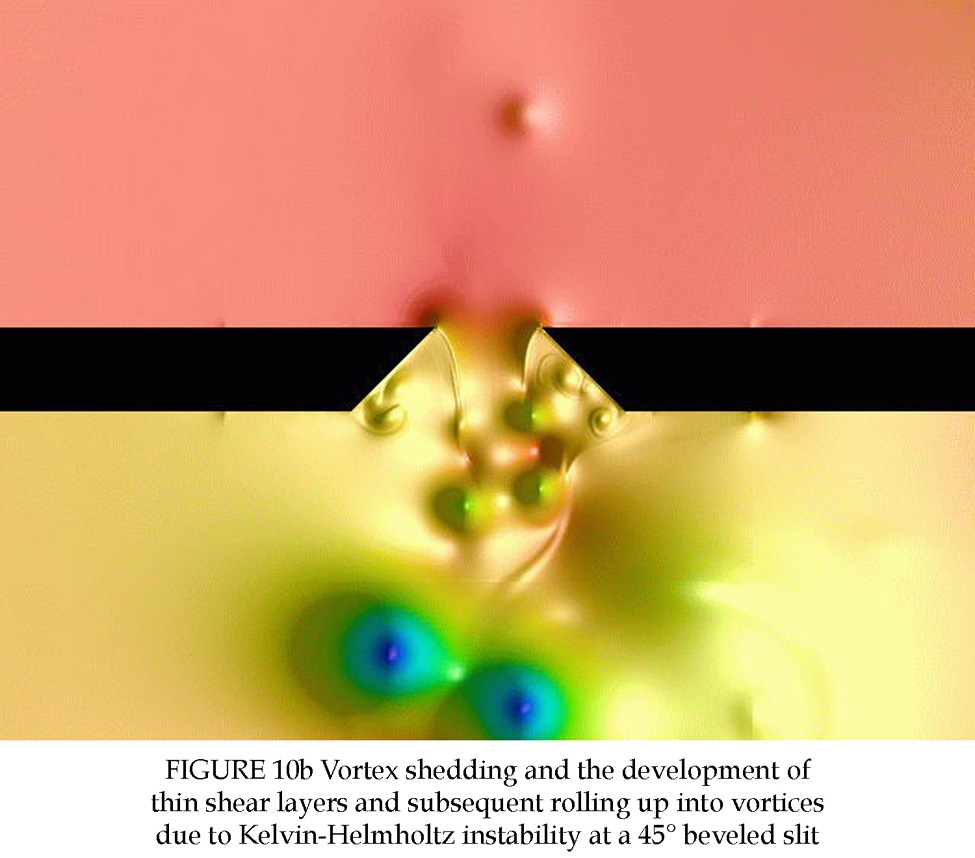 FIGURE 10b Vortex shedding and the development of
thin shear layers and subsequent rolling up into vortices
due to Kelvin-Helmholtz instability at a 45° beveled slit